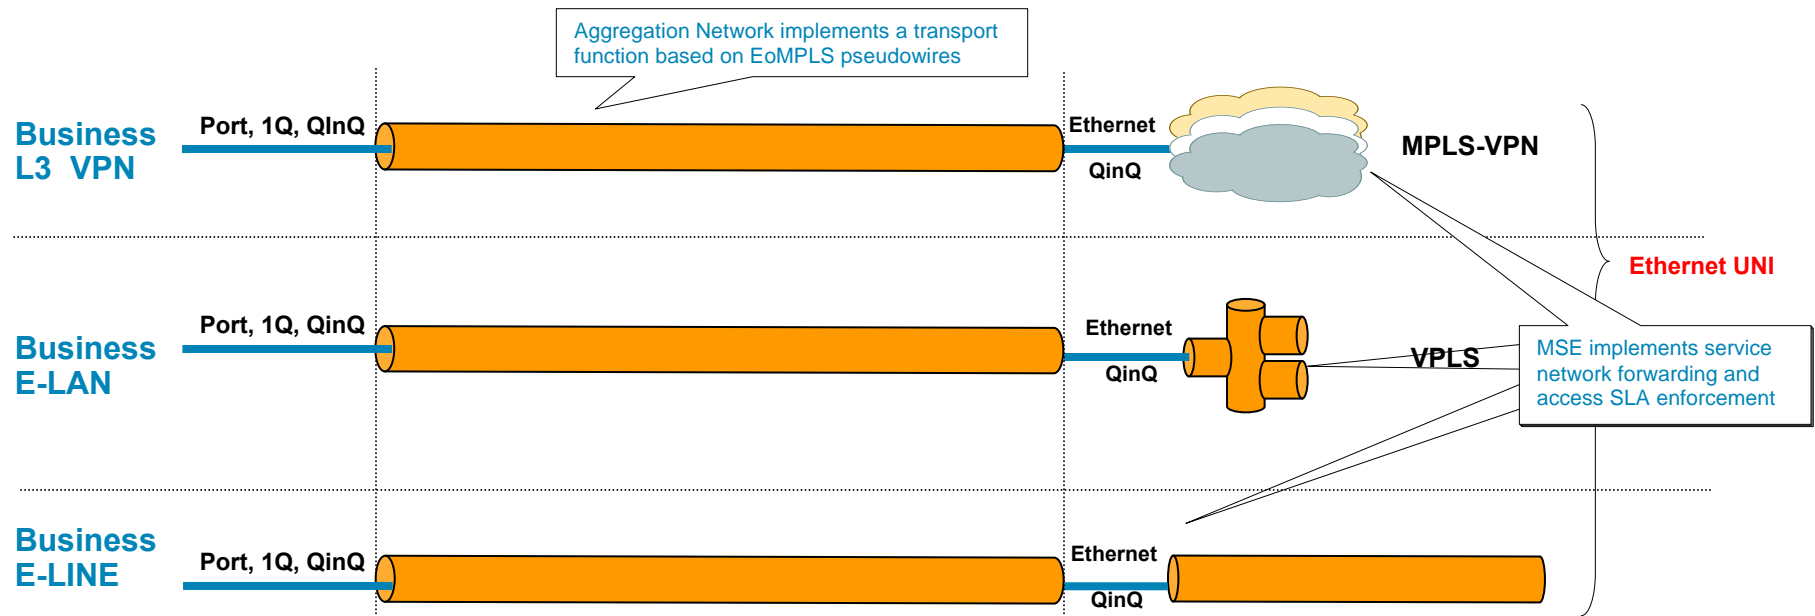 Aggregation Network implements a transport
function based on EoMPLS pseudowires
Business
L3 VPN
Port, 1Q, QInQ
Ethernet
QinQ
MPLS-VPN
Ethernet UNI
Business
E-LAN
Port, 1Q, QinQ
Ethernet
QinQ
VPLS
MSE implements service
network forwarding and
access SLA enforcement
Business
E-LINE
Port, 1Q, QinQ
Ethernet
QinQ